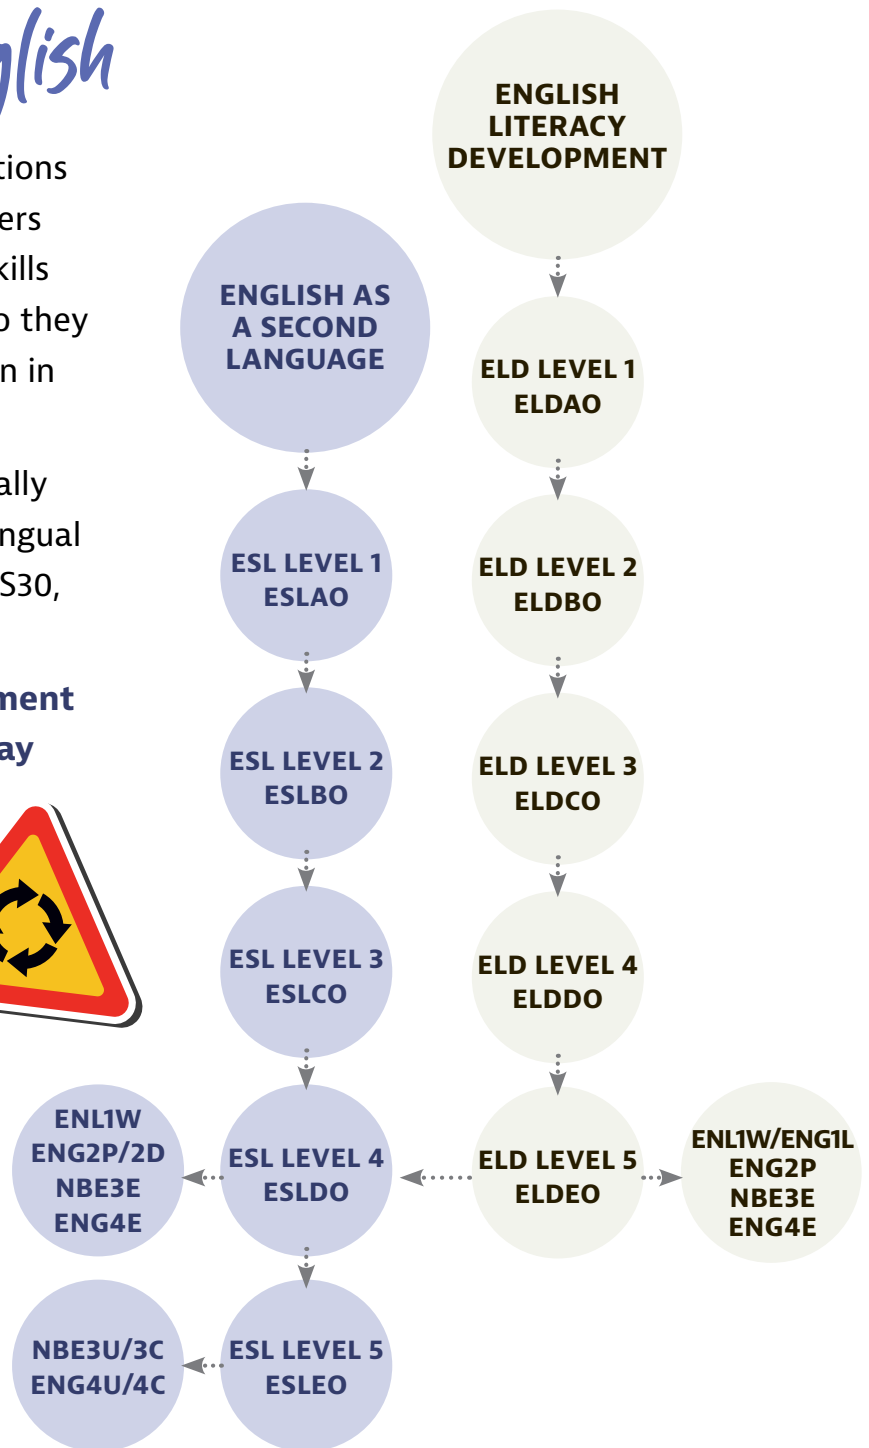 tions
ers
kills
o they
n in
ally
ngual
S30,
ment
ay
ENGLISH
LITERACY
DEVELOPMENT
ENGLISH AS
A SECOND
LANGUAGE
ELD LEVEL 1
ELDAO
ESL LEVEL 1
ESLAO
ELD LEVEL 2
ELDBO
ESL LEVEL 2
ESLBO
ELD LEVEL 3
ELDCO
ESL LEVEL 3
ESLCO
ELD LEVEL 4
ELDDO
ENL1W
ENG2P/2D
NBE3E
ENG4E
ESL LEVEL 4
ESLDO
ELD LEVEL 5
ELDEO
ENL1W/ENG1L
ENG2P
NBE3E
ENG4E
NBE3U/3C
ENG4U/4C
ESL LEVEL 5
ESLEO